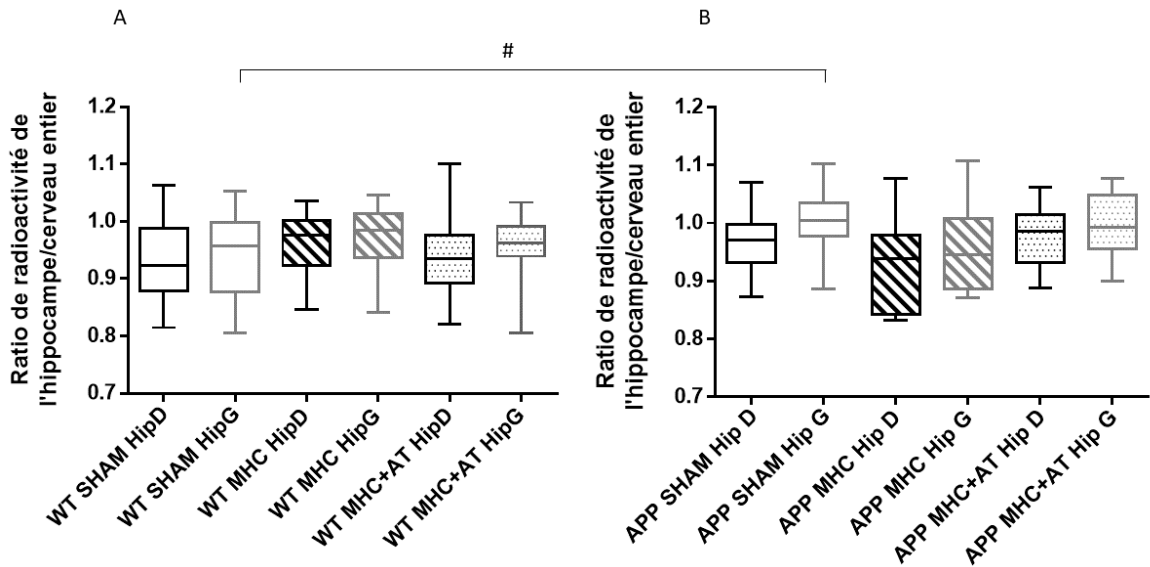 A
B
#
Ratio de radioactivité de
l'hippocampe/cerveau entier
1.2
1.1
1.0
0.9
0.8
0.7
WT SHAM HipD
WT SHAM HipG
WT MHC HipD
WT MHC HipG
WT MHC+AT HipD
WT MHC+AT HipG
Ratio de radioactivité de
l'hippocampe/cerveau entier
1.2
1.1
1.0
0.9
0.8
0.7
APP SHAM Hip D
APP SHAM Hip G
APP MHC Hip D
APP MHC Hip G
APP MHC+AT Hip D
APP MHC+AT Hip G